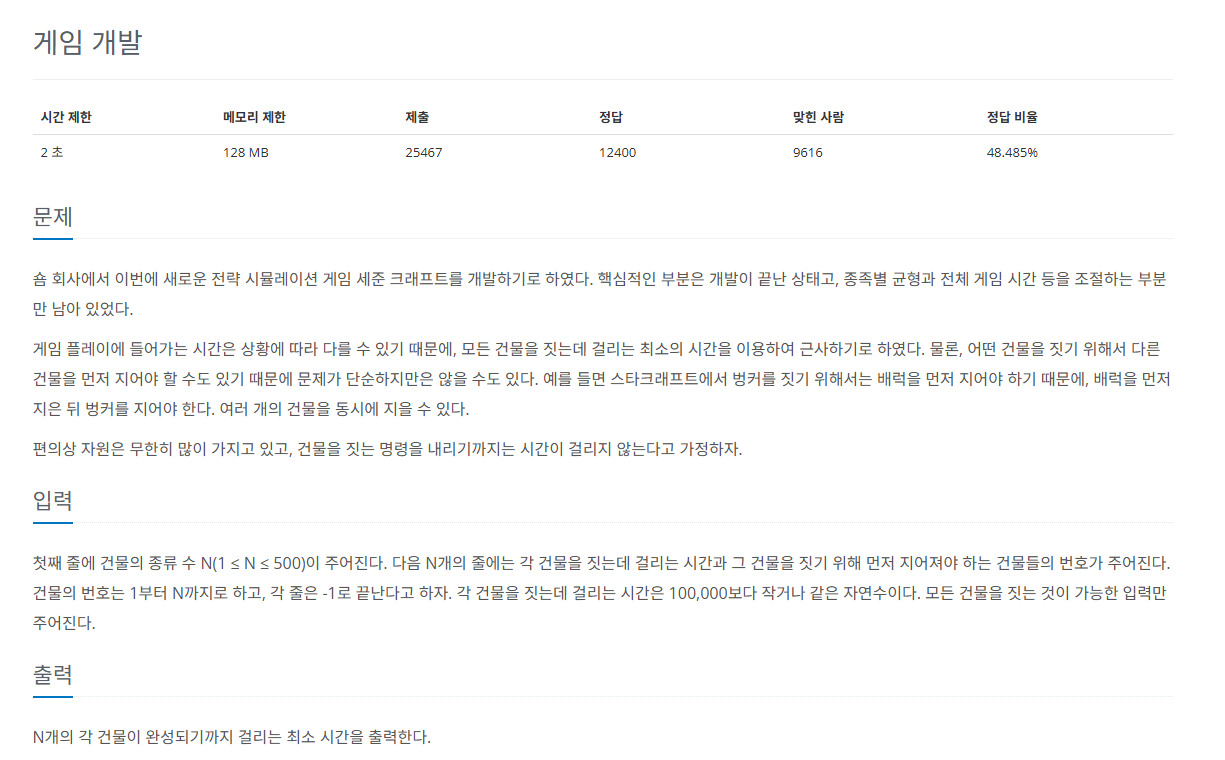 게임 개발
시간 제한 메모리 제한 제출 정답 맞힌 사람 정답 비율
2 초 128 MB 25467 12400 9616 48.485%
문제
숌 회사에서 이번에 새로운 전략 시뮬레이션 게임 세준 크래프트를 개발하기로 하였다. 핵심적인 부분은 개발이 끝난 상태고, 종족별 균형과 전체 게임 시간 등을 조절하는 부분
만 남아 있었다.
게임 플레이에 들어가는 시간은 상황에 따라 다를 수 있기 때문에, 모든 건물을 짓는데 걸리는 최소의 시간을 이용하여 근사하기로 하였다. 물론, 어떤 건물을 짓기 위해서 다른
건물을 먼저 지어야 할 수도 있기 때문에 문제가 단순하지만은 않을 수도 있다. 예를 들면 스타크래프트에서 벙커를 짓기 위해서는 배럭을 먼저 지어야 하기 때문에, 배럭을 먼저
지은 뒤 벙커를 지어야 한다. 여러 개의 건물을 동시에 지을 수 있다.
편의상 자원은 무한히 많이 가지고 있고, 건물을 짓는 명령을 내리기까지는 시간이 걸리지 않는다고 가정하자.
입력
첫째 줄에 건물의 종류 수 N(1 ≤ N ≤ 500)이 주어진다. 다음 N개의 줄에는 각 건물을 짓는데 걸리는 시간과 그 건물을 짓기 위해 먼저 지어져야 하는 건물들의 번호가 주어진다.
건물의 번호는 1부터 N까지로 하고, 각 줄은 -1로 끝난다고 하자. 각 건물을 짓는데 걸리는 시간은 100,000보다 작거나 같은 자연수이다. 모든 건물을 짓는 것이 가능한 입력만
주어진다.
출력
N개의 각 건물이 완성되기까지 걸리는 최소 시간을 출력한다.